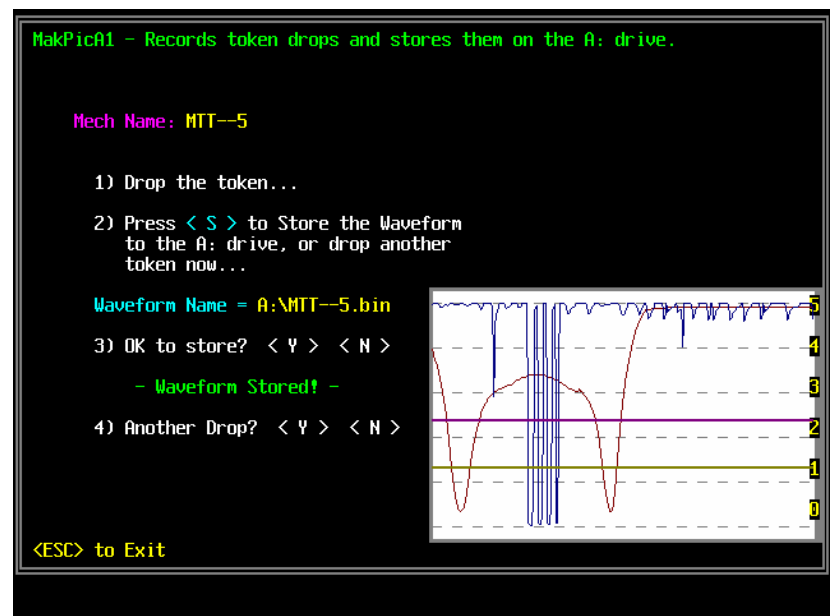 MakPicA1 - Records token drops and stores them on the A: drive.
Mech Name: MTT--5
1) Drop the token...
2) Press < S > to Store the Waveform
to the A: drive, or drop another
token now...
Waveform Name = A:\MTT--5.bin
3) OK to store? < Y > < N >
- Waveform Stored! -
4) Another Drop? < Y > < N >
5
4
3
2
1
0
<ESC> to Exit